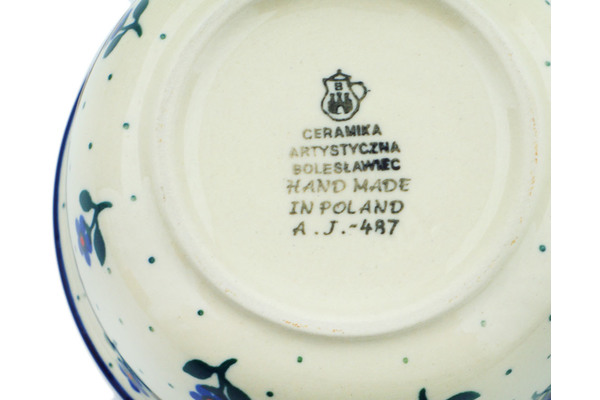 B
CERAMIKA
ARTYSTYCZNA
BOLESŁAWIEC
HAND MADE
IN POLAND
A.J.-487